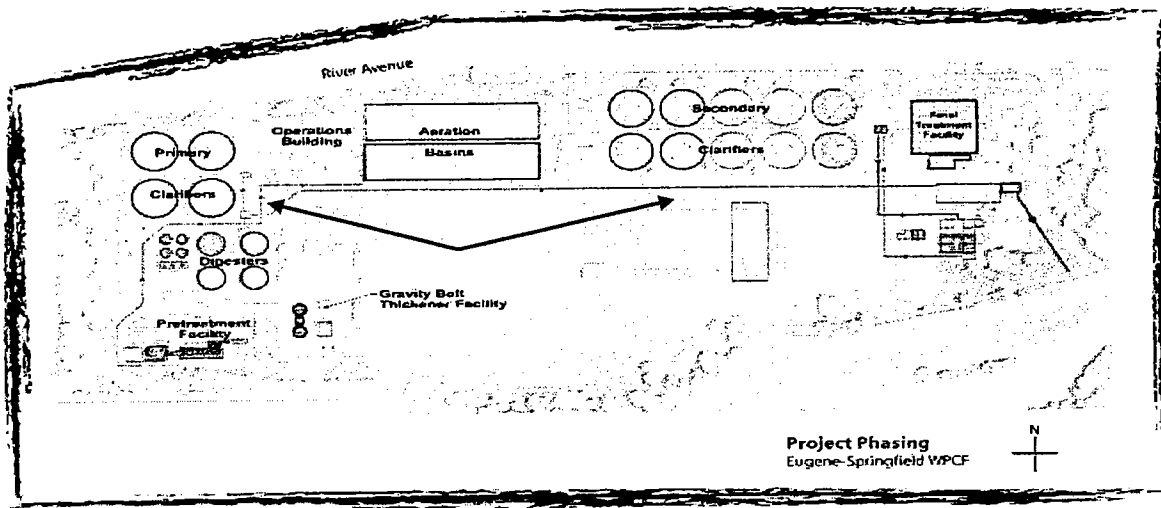 River Avenue
Operations
Building
Aeration
Basins
Secondary
Clarifiers
Final
Treatment
Facility
Primary
Clarifiers
Digesters
Gravity Bolt
Thickener Facility
Pretreatment
Facility
Project Phasing
Eugene-Springfield WPCF
N